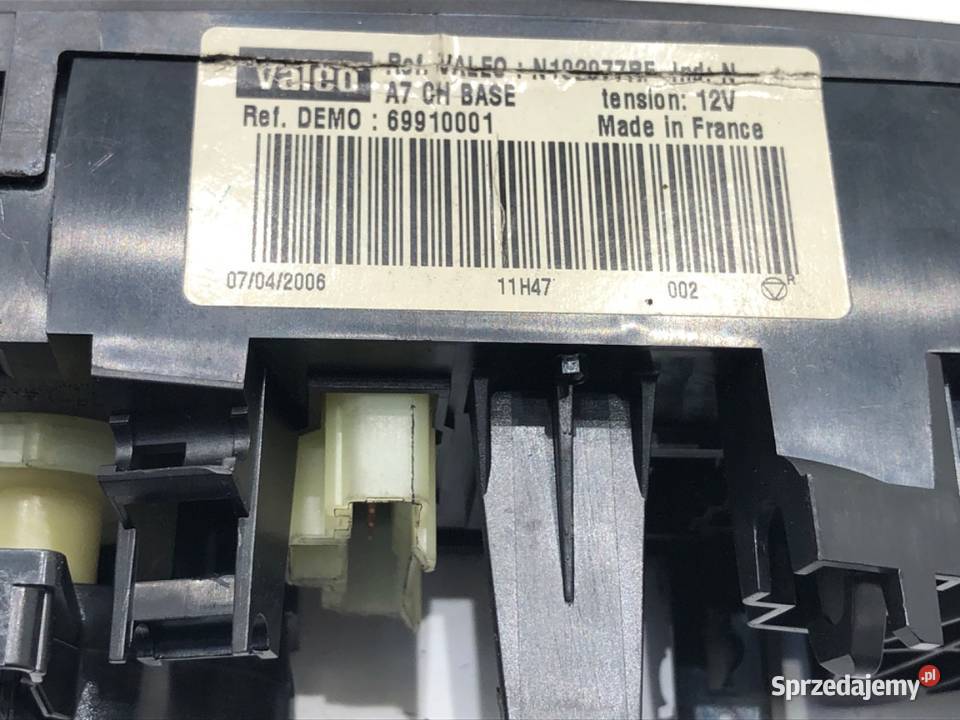 Valeo Ref. VALEO : N102077RF Ind: N
A7 CH BASE tension: 12V
Ref. DEMO : 69910001 Made in France
07/04/2006 11H47 002 R
Sprzedajemy.pl